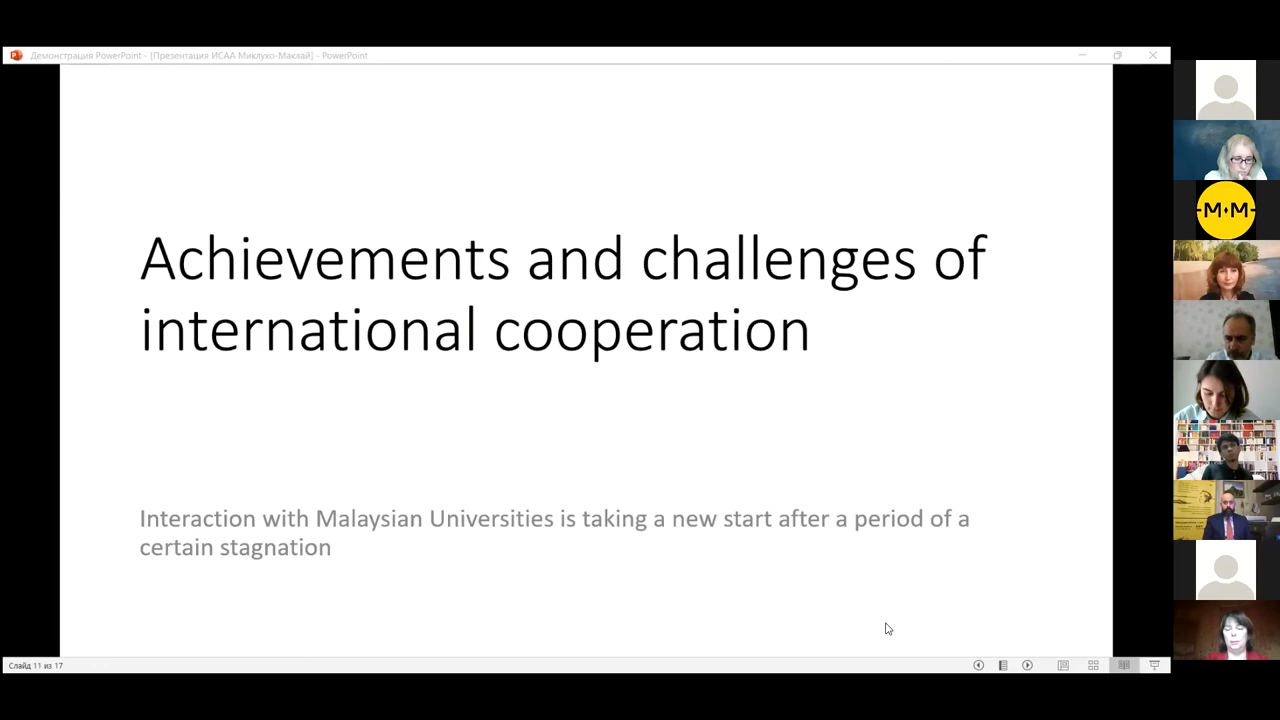 Демонстрация PowerPoint - [Презентация ИСАА Миклухо-Маклай] - PowerPoint
Achievements and challenges of
international cooperation
Interaction with Malaysian Universities is taking a new start after a period of a
certain stagnation
Слайд 11 из 17
M M